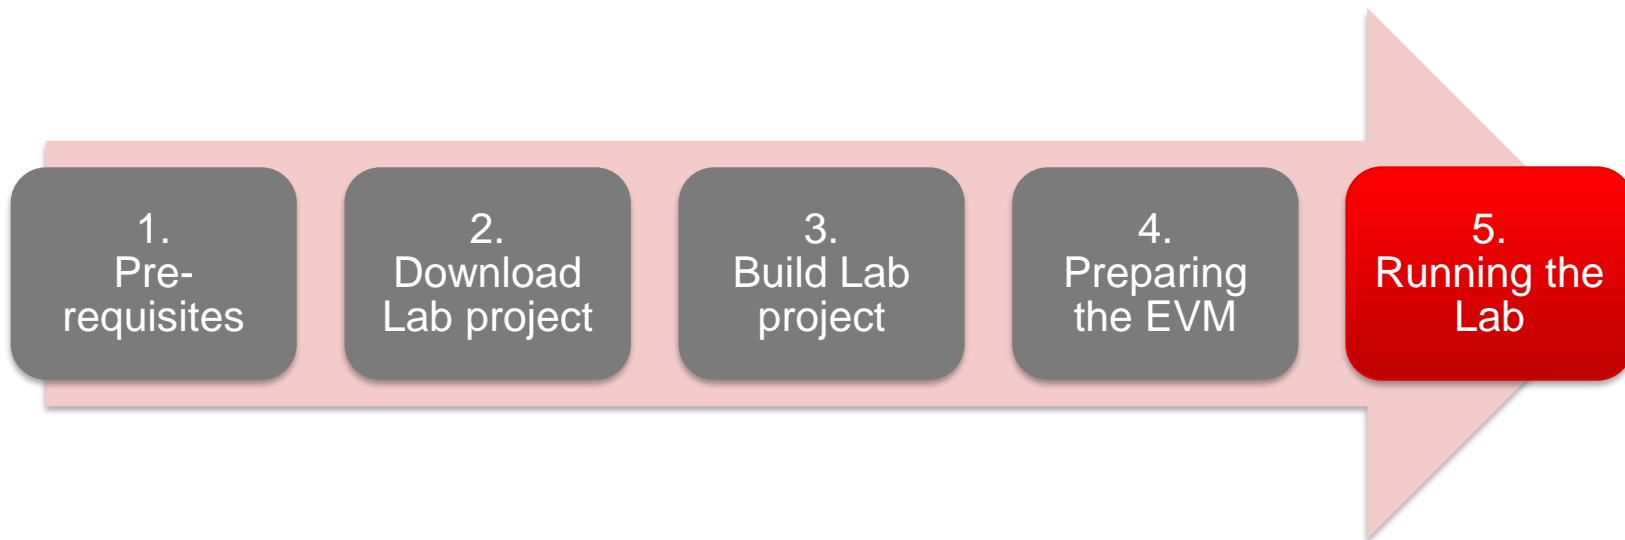 1.
Pre-
requisites
2.
Download
Lab project
3.
Build Lab
project
4.
Preparing
the EVM
5.
Running the
Lab